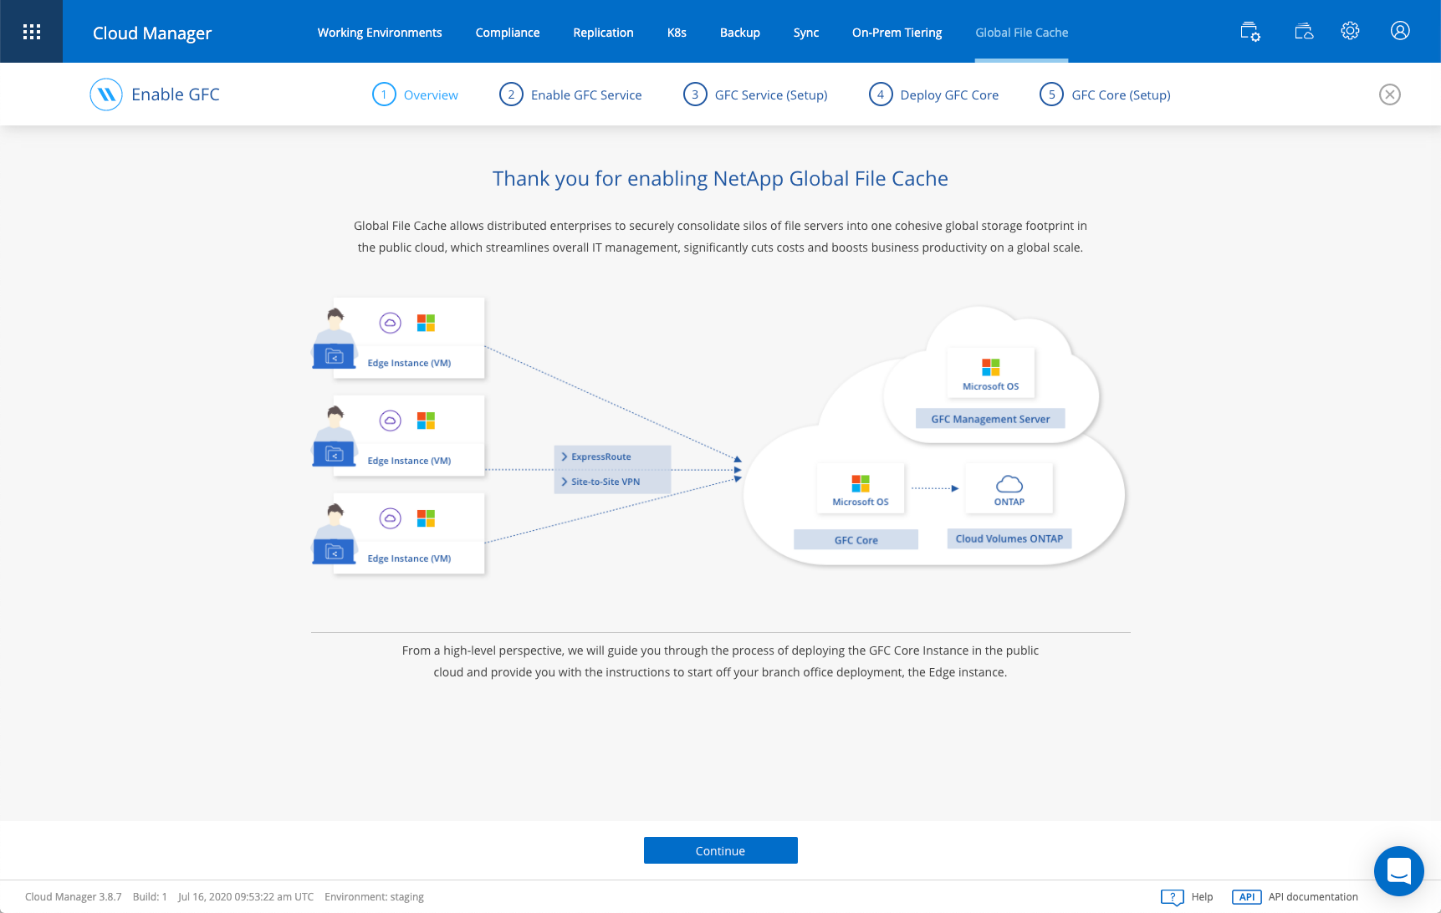 Cloud Manager
Working Environments
Compliance
Replication
K8s
Backup
Sync
On-Prem Tiering
Global File Cache
Enable GFC
1 Overview
2 Enable GFC Service
3 GFC Service (Setup)
4 Deploy GFC Core
5 GFC Core (Setup)
Thank you for enabling NetApp Global File Cache
Global File Cache allows distributed enterprises to securely consolidate silos of file servers into one cohesive global storage footprint in
the public cloud, which streamlines overall IT management, significantly cuts costs and boosts business productivity on a global scale.
Edge Instance (VM)
Edge Instance (VM)
Edge Instance (VM)
ExpressRoute
Site-to-Site VPN
Microsoft OS
GFC Management Server
Microsoft OS
ONTAP
GFC Core
Cloud Volumes ONTAP
From a high-level perspective, we will guide you through the process of deploying the GFC Core Instance in the public
cloud and provide you with the instructions to start off your branch office deployment, the Edge instance.
Continue
Cloud Manager 3.8.7 Build: 1 Jul 16, 2020 09:53:22 am UTC Environment: staging
? Help
API API documentation